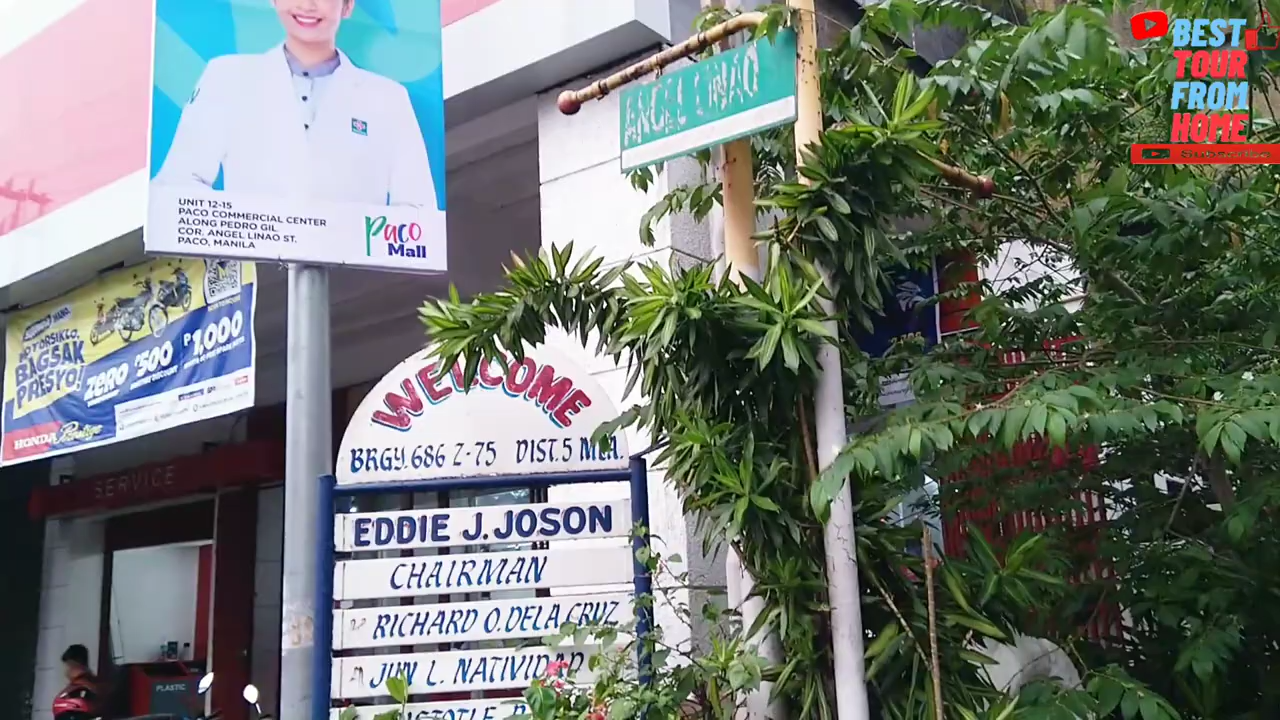 BEST
TOUR
FROM
HOME
Subscribe
ANGEL LINAO
UNIT 12-15
PACO COMMERCIAL CENTER
ALONG PEDRO GIL
COR. ANGEL LINAO ST.
PACO, MANILA
Paco
Mall
BAGSAK
PRESYO!
ZERO
₱500
₱1,000
HONDA Prestige
SERVICE
PLASTIC
WELCOME
BRGY. 686 Z-75 DIST. 5 MLA.
EDDIE J. JOSON
CHAIRMAN
RICHARD O. DELA CRUZ
JUN L. NATIVIDAD